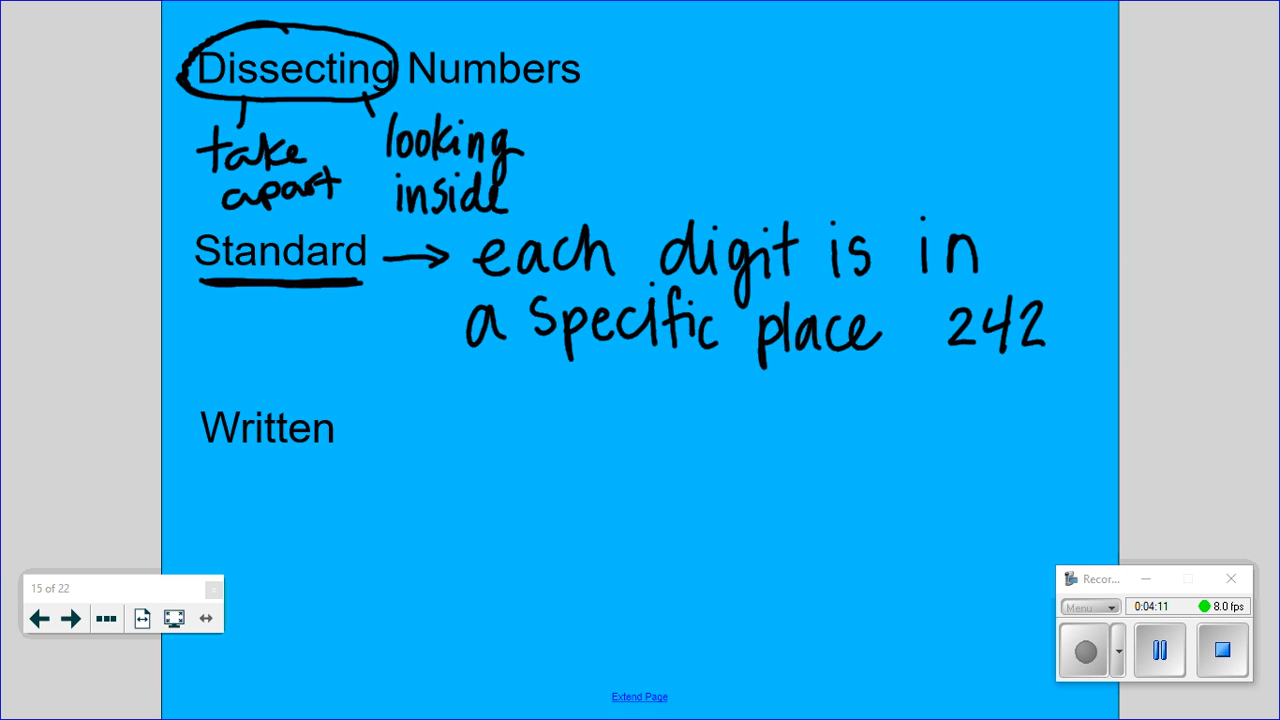 Dissecting Numbers
take looking
apart inside
Standard → each digit is in
a specific place 242
Written
15 of 22
Recor...
Menu 0:04:11 8.0 fps
Extend Page